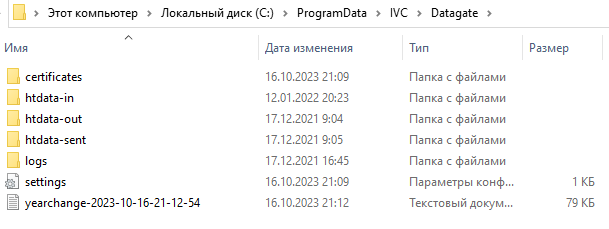 Этот компьютер > Локальный диск (C:) > ProgramData > IVC > Datagate >
Имя Дата изменения Тип Размер
certificates 16.10.2023 21:09 Папка с файлами
htdata-in 12.01.2022 20:23 Папка с файлами
htdata-out 17.12.2021 9:04 Папка с файлами
htdata-sent 17.12.2021 9:05 Папка с файлами
logs 17.12.2021 16:45 Папка с файлами
settings 16.10.2023 21:09 Параметры конф... 1 КБ
yearchange-2023-10-16-21-12-54 16.10.2023 21:12 Текстовый докум... 79 КБ